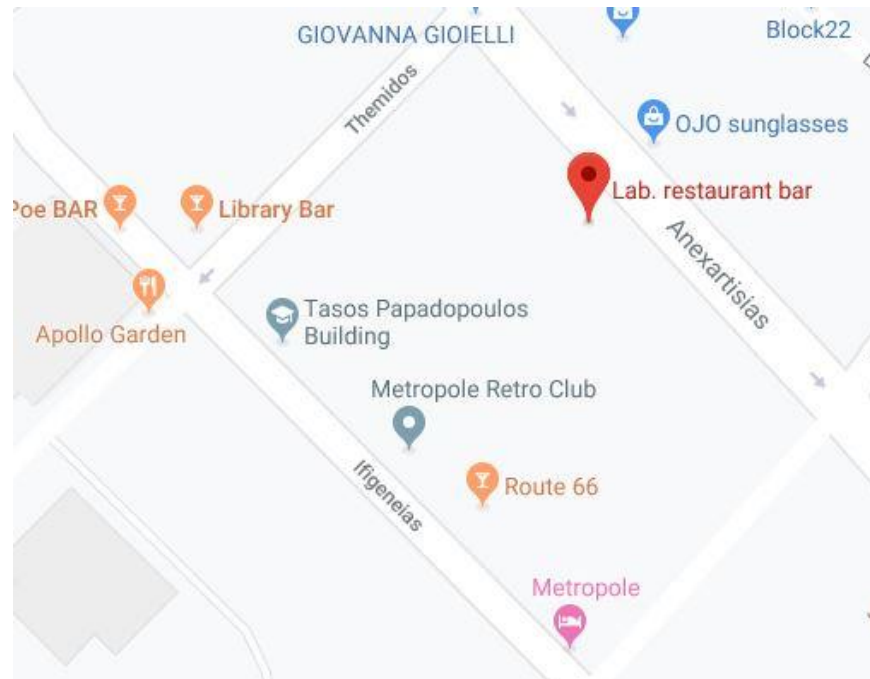 GIOVANNA GIOIELLI
Block22
Themidos
OJO sunglasses
Lab. restaurant bar
Poe BAR
Library Bar
Anexartisias
Tasos Papadopoulos
Building
Apollo Garden
Metropole Retro Club
Ifigeneias
Route 66
Metropole